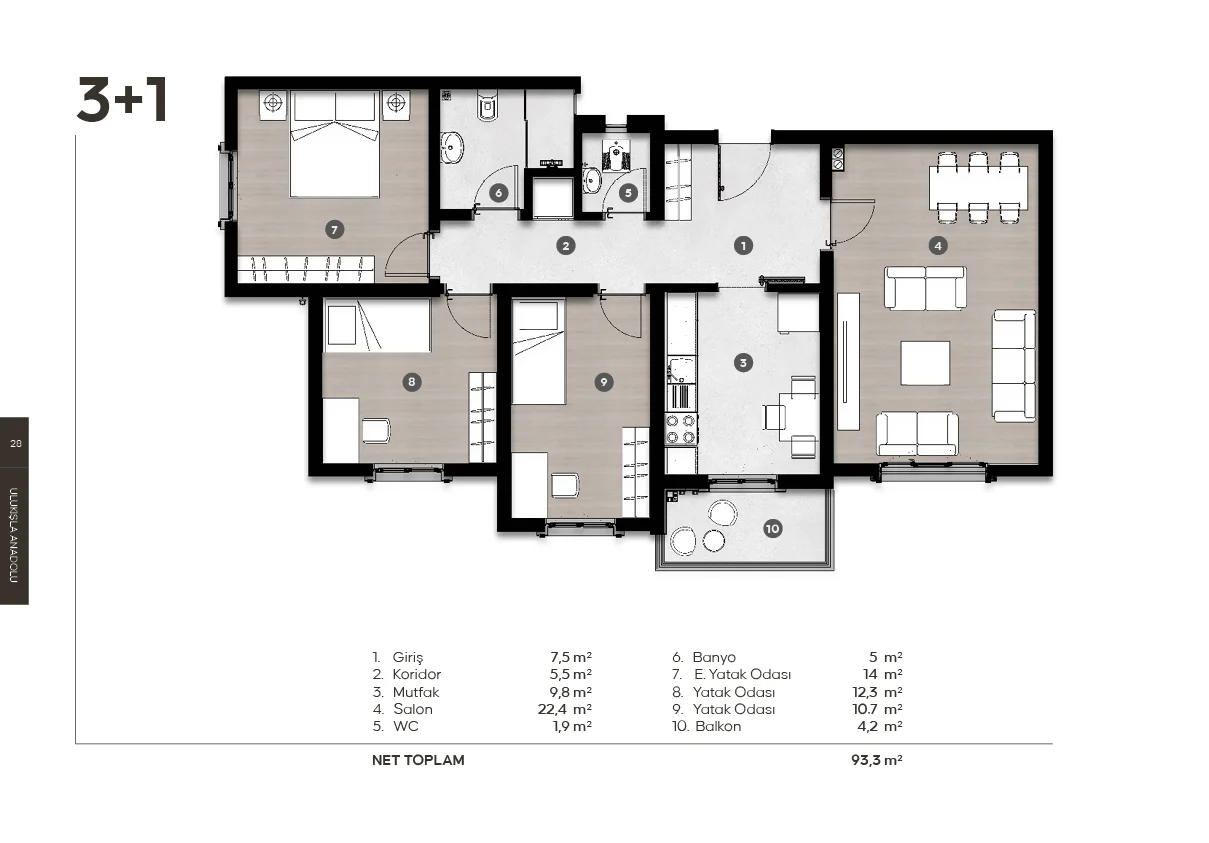 3+1
7
6
5
2
1
4
8
9
3
10
28
ULUKIŞLA ANADOLU
1. Giriş 7,5 m²
2. Koridor 5,5 m²
3. Mutfak 9,8 m²
4. Salon 22,4 m²
5. WC 1,9 m²
6. Banyo 5 m²
7. E. Yatak Odası 14 m²
8. Yatak Odası 12,3 m²
9. Yatak Odası 10.7 m²
10. Balkon 4,2 m²
NET TOPLAM 93,3 m²